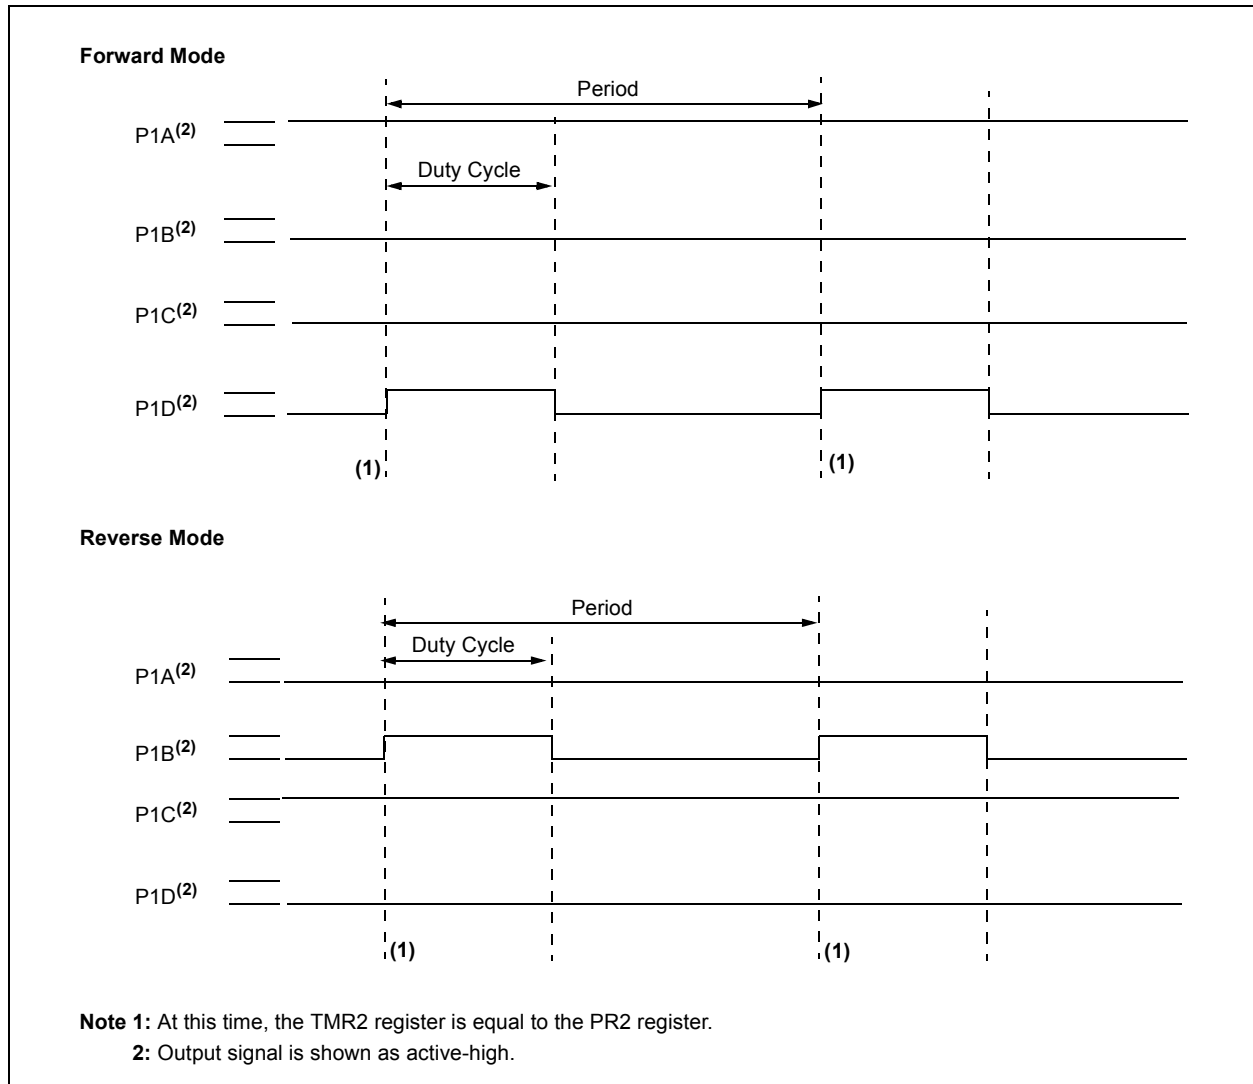 Forward Mode
Period
P1A(2)
Duty Cycle
P1B(2)
P1C(2)
P1D(2)
(1)
(1)
Reverse Mode
Period
Duty Cycle
P1A(2)
P1B(2)
P1C(2)
P1D(2)
(1)
(1)
Note 1: At this time, the TMR2 register is equal to the PR2 register.
2: Output signal is shown as active-high.